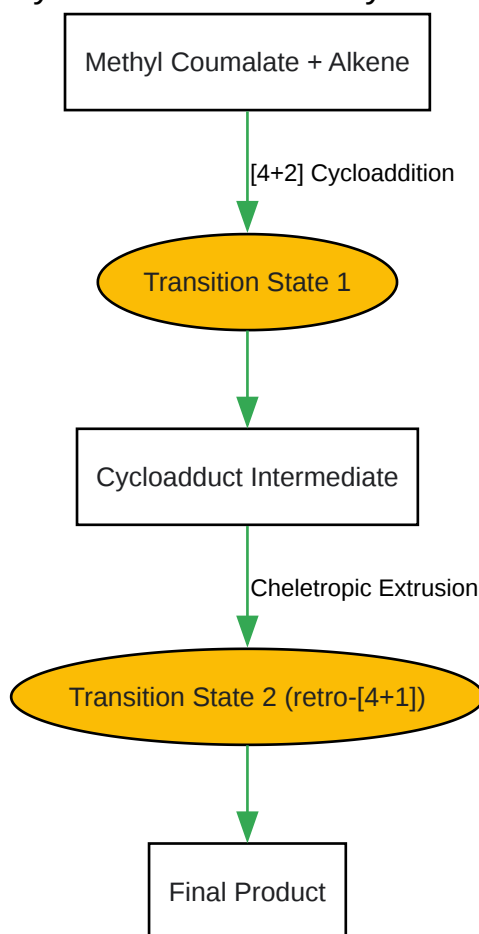 Methyl Coumalate + Alkene
[4+2] Cycloaddition
Transition State 1
Cycloadduct Intermediate
Cheletropic Extrusion
Transition State 2 (retro-[4+1])
Final Product